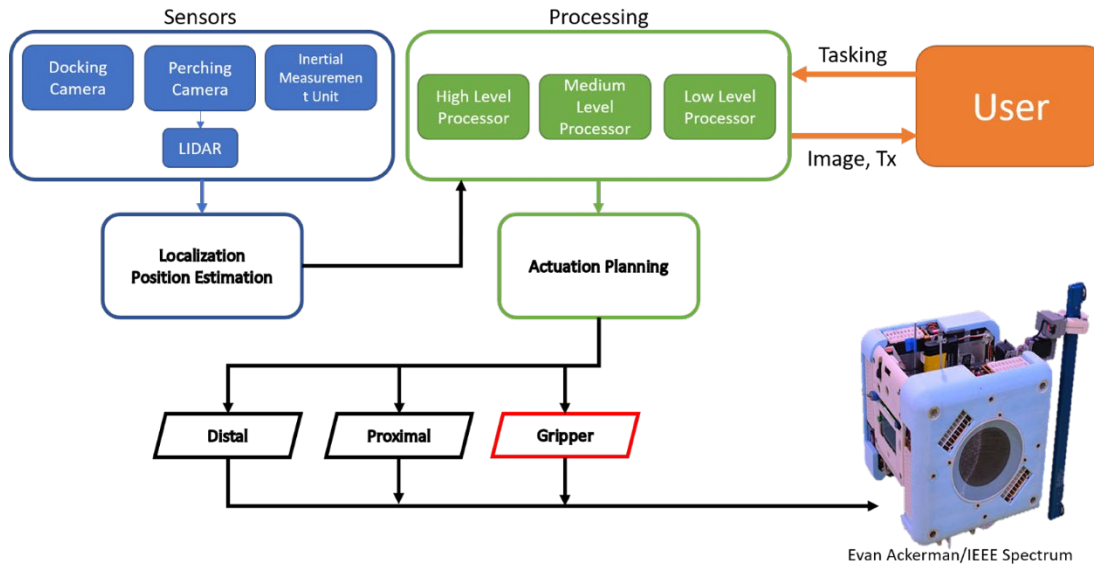 Sensors
Docking
Camera
Perching
Camera
Inertial
Measuremen
t Unit
LIDAR
Localization
Position Estimation
Processing
High Level
Processor
Medium
Level
Processor
Low Level
Processor
Tasking
Image, Tx
User
Actuation Planning
Distal
Proximal
Gripper
Evan Ackerman/IEEE Spectrum